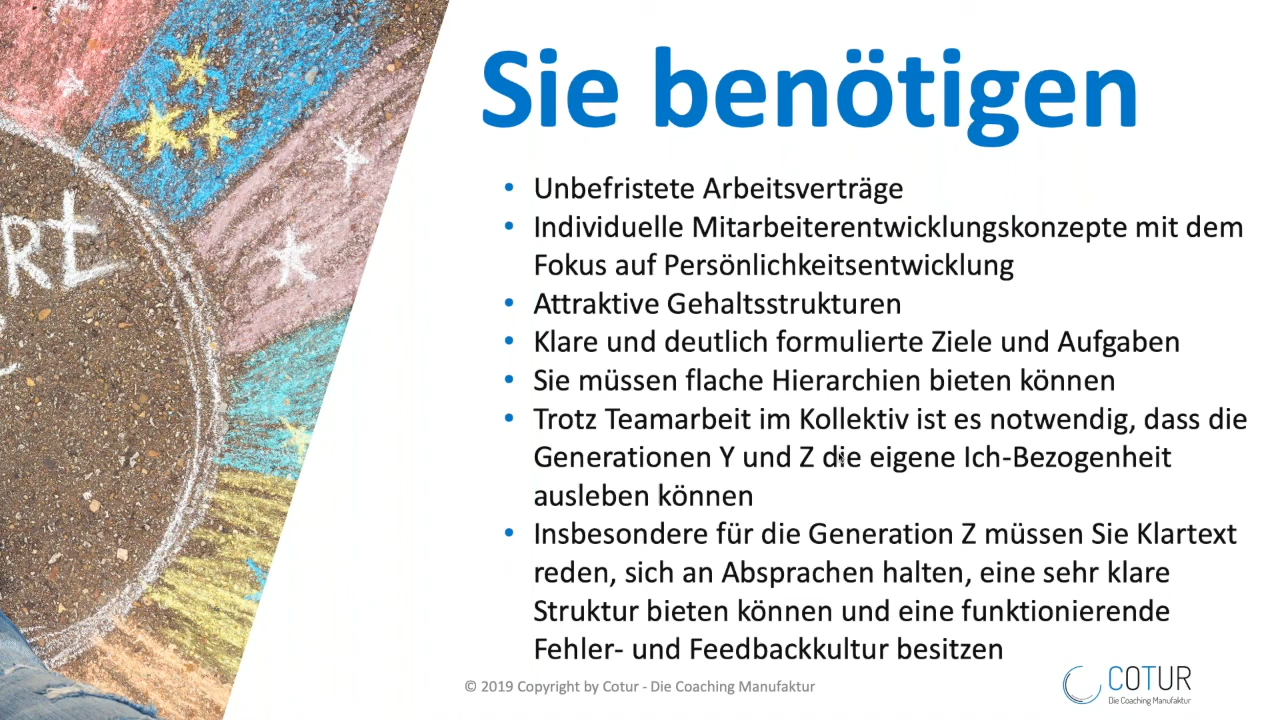 Sie benötigen
• Unbefristete Arbeitsverträge
• Individuelle Mitarbeiterentwicklungskonzepte mit dem
Fokus auf Persönlichkeitsentwicklung
• Attraktive Gehaltsstrukturen
• Klare und deutlich formulierte Ziele und Aufgaben
• Sie müssen flache Hierarchien bieten können
• Trotz Teamarbeit im Kollektiv ist es notwendig, dass die
Generationen Y und Z die eigene Ich-Bezogenheit
ausleben können
• Insbesondere für die Generation Z müssen Sie Klartext
reden, sich an Absprachen halten, eine sehr klare
Struktur bieten können und eine funktionierende
Fehler- und Feedbackkultur besitzen
© 2019 Copyright by Cotur - Die Coaching Manufaktur
COTUR
Die Coaching Manufaktur